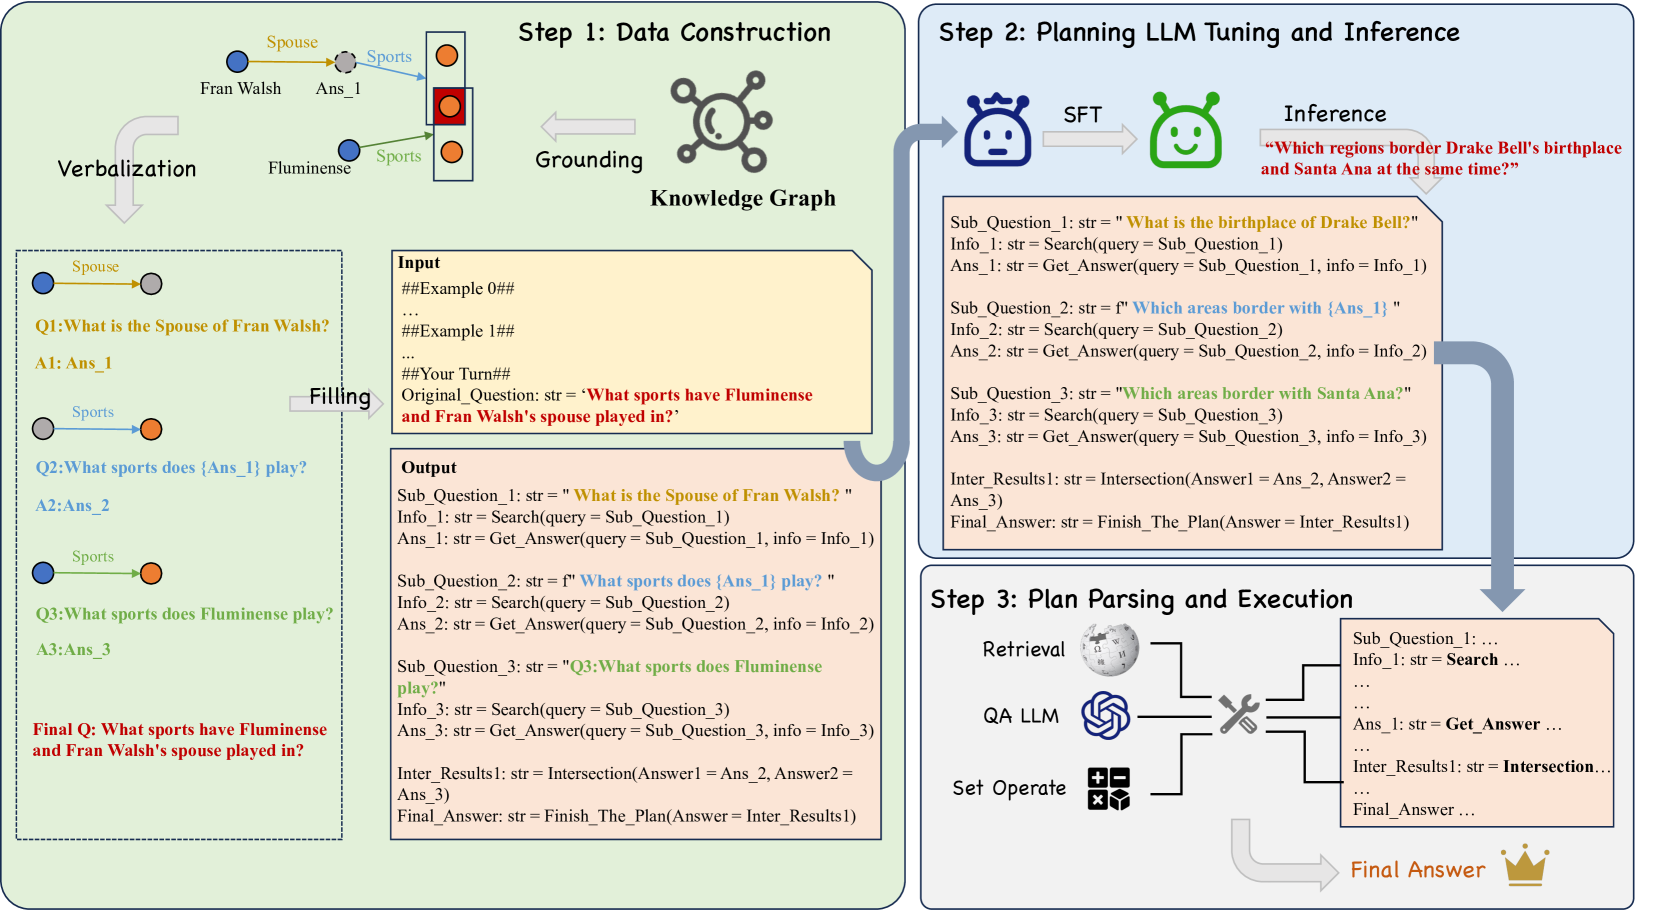 Step 1: Data Construction
Spouse
Sports
Fran Walsh
Ans_1
Fluminense
Sports
Grounding
Knowledge Graph
Verbalization
Spouse
Q1:What is the Spouse of Fran Walsh?
A1: Ans_1
Sports
Q2:What sports does {Ans_1} play?
A2:Ans_2
Sports
Q3:What sports does Fluminense play?
A3:Ans_3
Final Q: What sports have Fluminense
and Fran Walsh's spouse played in?
Filling
Input
##Example 0##
…
##Example 1##
...
##Your Turn##
Original_Question: str = ‘What sports have Fluminense
and Fran Walsh's spouse played in?’
Output
Sub_Question_1: str = " What is the Spouse of Fran Walsh? "
Info_1: str = Search(query = Sub_Question_1)
Ans_1: str = Get_Answer(query = Sub_Question_1, info = Info_1)
Sub_Question_2: str = f" What sports does {Ans_1} play? "
Info_2: str = Search(query = Sub_Question_2)
Ans_2: str = Get_Answer(query = Sub_Question_2, info = Info_2)
Sub_Question_3: str = "Q3:What sports does Fluminense
play?"
Info_3: str = Search(query = Sub_Question_3)
Ans_3: str = Get_Answer(query = Sub_Question_3, info = Info_3)
Inter_Results1: str = Intersection(Answer1 = Ans_2, Answer2 =
Ans_3)
Final_Answer: str = Finish_The_Plan(Answer = Inter_Results1)
Step 2: Planning LLM Tuning and Inference
SFT
Inference
“Which regions border Drake Bell's birthplace
and Santa Ana at the same time?”
Sub_Question_1: str = " What is the birthplace of Drake Bell?"
Info_1: str = Search(query = Sub_Question_1)
Ans_1: str = Get_Answer(query = Sub_Question_1, info = Info_1)
Sub_Question_2: str = f" Which areas border with {Ans_1} "
Info_2: str = Search(query = Sub_Question_2)
Ans_2: str = Get_Answer(query = Sub_Question_2, info = Info_2)
Sub_Question_3: str = "Which areas border with Santa Ana?"
Info_3: str = Search(query = Sub_Question_3)
Ans_3: str = Get_Answer(query = Sub_Question_3, info = Info_3)
Inter_Results1: str = Intersection(Answer1 = Ans_2, Answer2 =
Ans_3)
Final_Answer: str = Finish_The_Plan(Answer = Inter_Results1)
Step 3: Plan Parsing and Execution
Retrieval
QA LLM
Set Operate
Sub_Question_1: …
Info_1: str = Search …
…
…
Ans_1: str = Get_Answer …
…
Inter_Results1: str = Intersection…
…
Final_Answer …
Final Answer